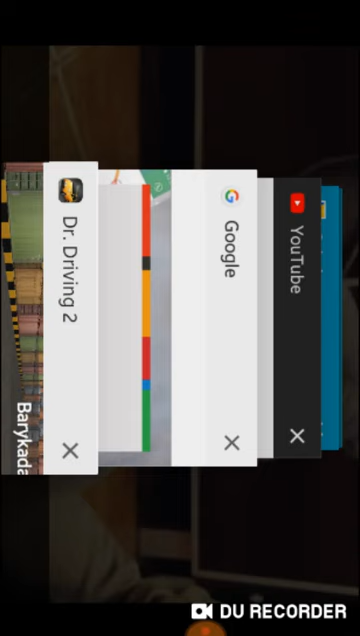 YouTube
Google
Dr. Driving 2
Barykada
DU RECORDER